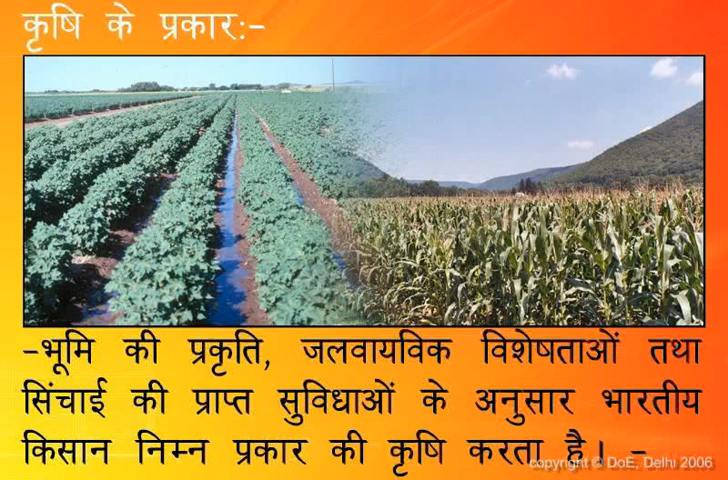 कृषि के प्रकार:-
-भूमि की प्रकृति, जलवायविक विशेषताओं तथा
सिंचाई की प्राप्त सुविधाओं के अनुसार भारतीय
किसान निम्न प्रकार की कृषि करता है। -
copyright © DoE, Delhi 2006